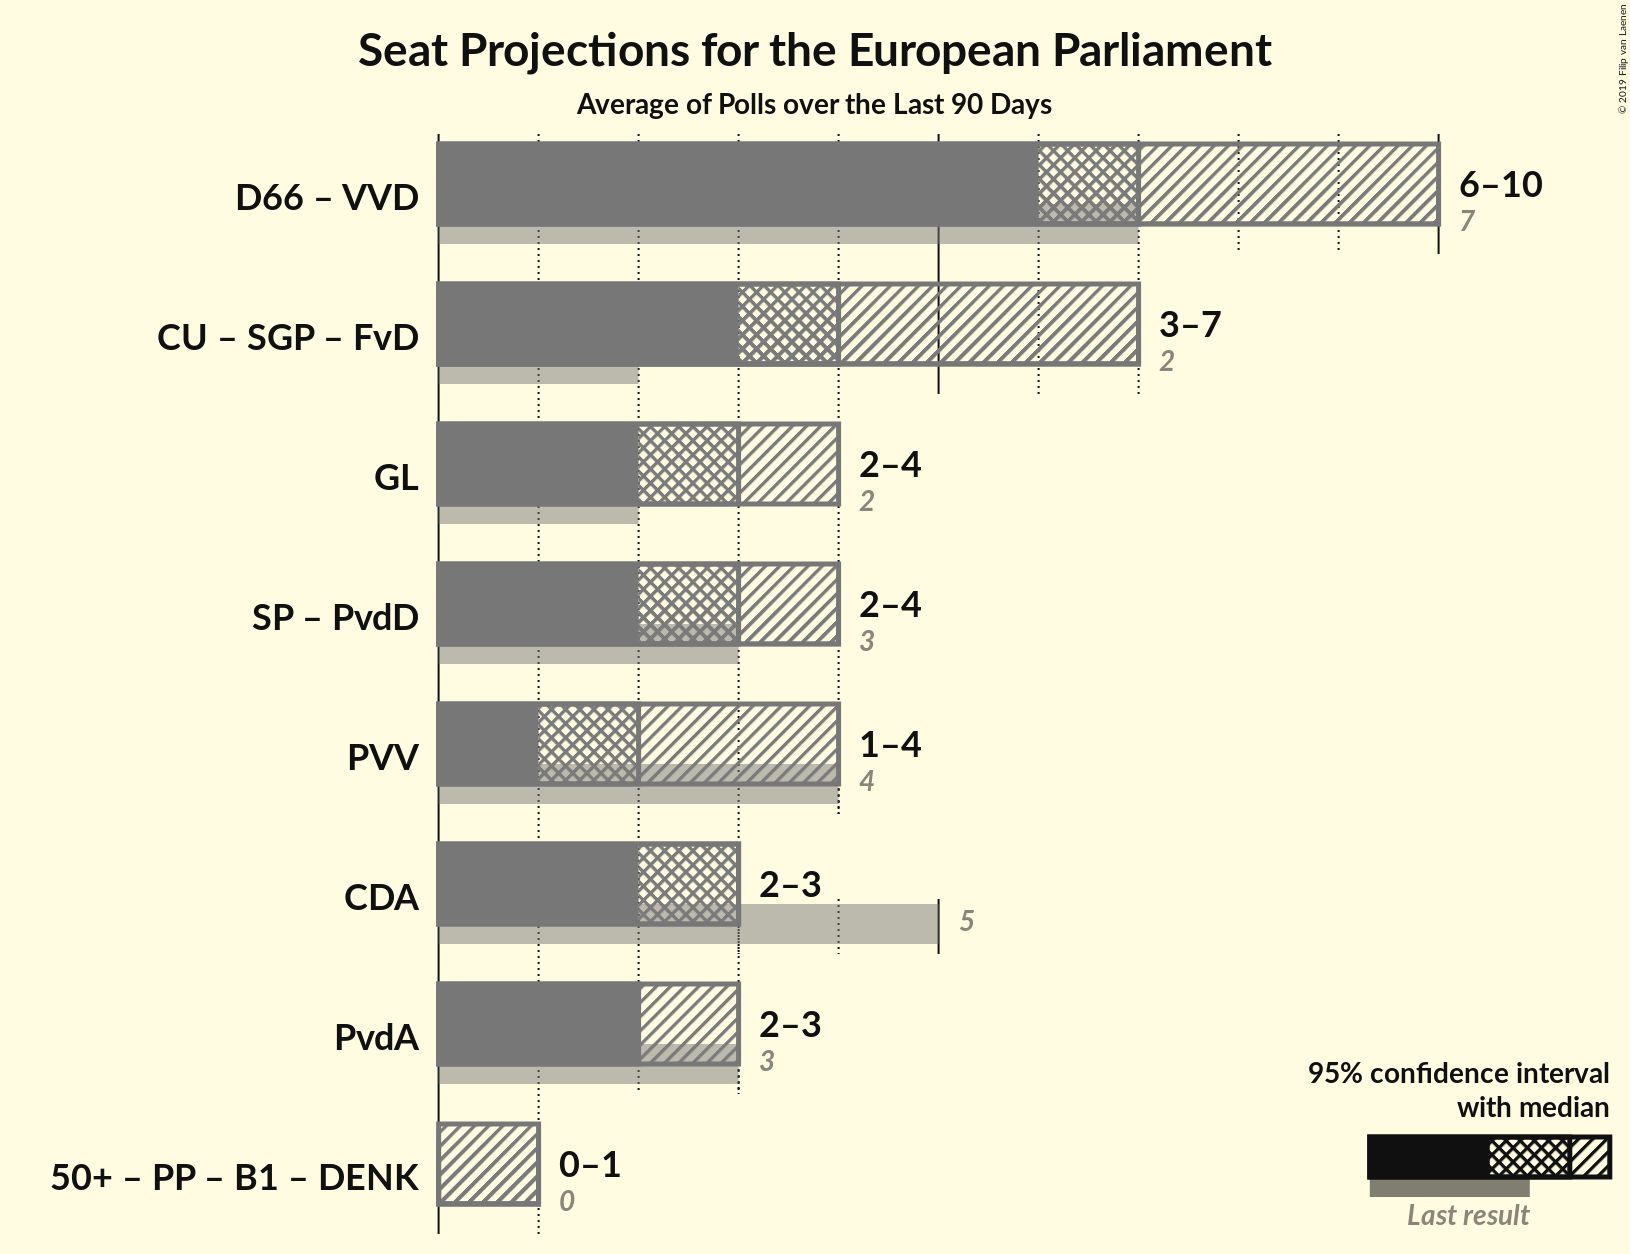 Seat Projections for the European Parliament
Average of Polls over the Last 90 Days
© 2019 Filip van Laenen
D66 – VVD
6–10
7
CU – SGP – FvD
3–7
2
GL
2–4
2
SP – PvdD
2–4
3
PVV
1–4
4
CDA
2–3
5
PvdA
2–3
3
50+ – PP – B1 – DENK
0–1
0
95% confidence interval
with median
Last result